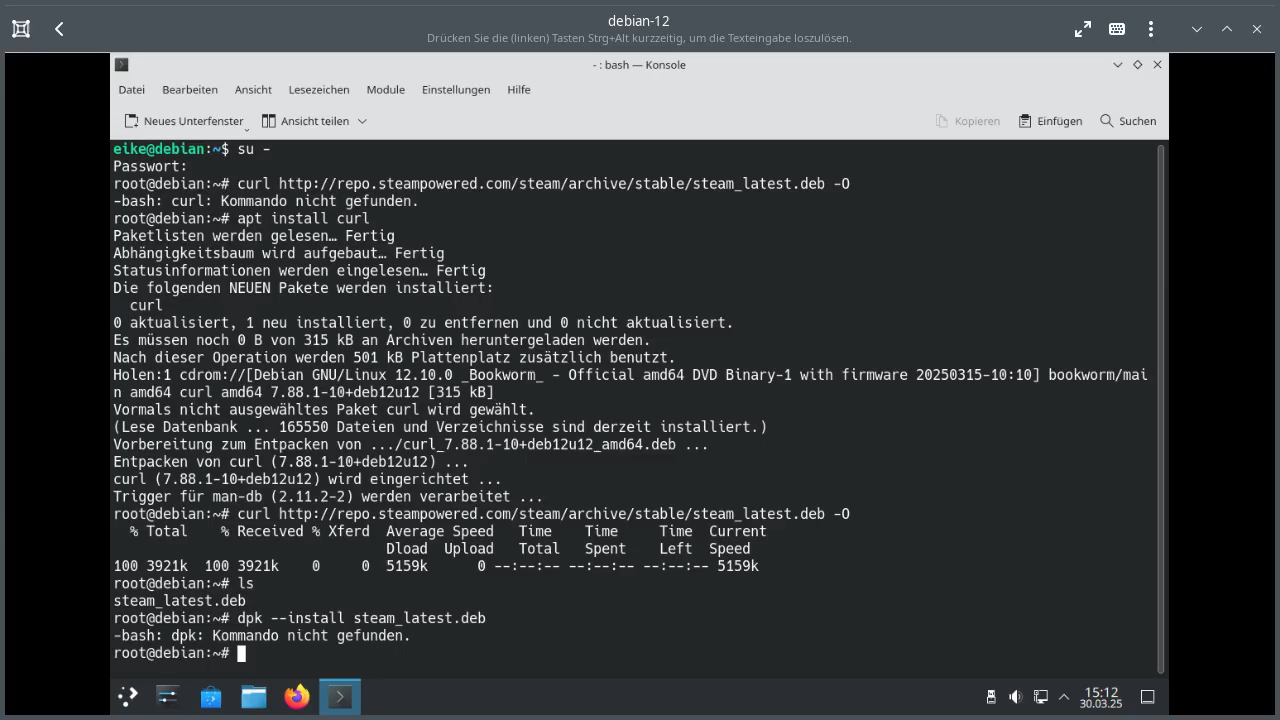 debian-12
Drücken Sie die (linken) Tasten Strg+Alt kurzzeitig, um die Texteingabe loszulösen.
- : bash — Konsole
Datei Bearbeiten Ansicht Lesezeichen Module Einstellungen Hilfe
Neues Unterfenster Ansicht teilen Kopieren Einfügen Suchen
eike@debian:~$ su -
Passwort:
root@debian:~# curl http://repo.steampowered.com/steam/archive/stable/steam_latest.deb -O
-bash: curl: Kommando nicht gefunden.
root@debian:~# apt install curl
Paketlisten werden gelesen… Fertig
Abhängigkeitsbaum wird aufgebaut… Fertig
Statusinformationen werden eingelesen… Fertig
Die folgenden NEUEN Pakete werden installiert:
  curl
0 aktualisiert, 1 neu installiert, 0 zu entfernen und 0 nicht aktualisiert.
Es müssen noch 0 B von 315 kB an Archiven heruntergeladen werden.
Nach dieser Operation werden 501 kB Plattenplatz zusätzlich benutzt.
Holen:1 cdrom://[Debian GNU/Linux 12.10.0 _Bookworm_ - Official amd64 DVD Binary-1 with firmware 20250315-10:10] bookworm/mai
n amd64 curl amd64 7.88.1-10+deb12u12 [315 kB]
Vormals nicht ausgewähltes Paket curl wird gewählt.
(Lese Datenbank ... 165550 Dateien und Verzeichnisse sind derzeit installiert.)
Vorbereitung zum Entpacken von .../curl_7.88.1-10+deb12u12_amd64.deb ...
Entpacken von curl (7.88.1-10+deb12u12) ...
curl (7.88.1-10+deb12u12) wird eingerichtet ...
Trigger für man-db (2.11.2-2) werden verarbeitet ...
root@debian:~# curl http://repo.steampowered.com/steam/archive/stable/steam_latest.deb -O
  % Total    % Received % Xferd  Average Speed   Time    Time     Time  Current
                                 Dload  Upload   Total   Spent    Left  Speed
100 3921k  100 3921k    0     0  5159k      0 --:--:-- --:--:-- --:--:-- 5159k
root@debian:~# ls
steam_latest.deb
root@debian:~# dpk --install steam_latest.deb
-bash: dpk: Kommando nicht gefunden.
root@debian:~#
15:12
30.03.25